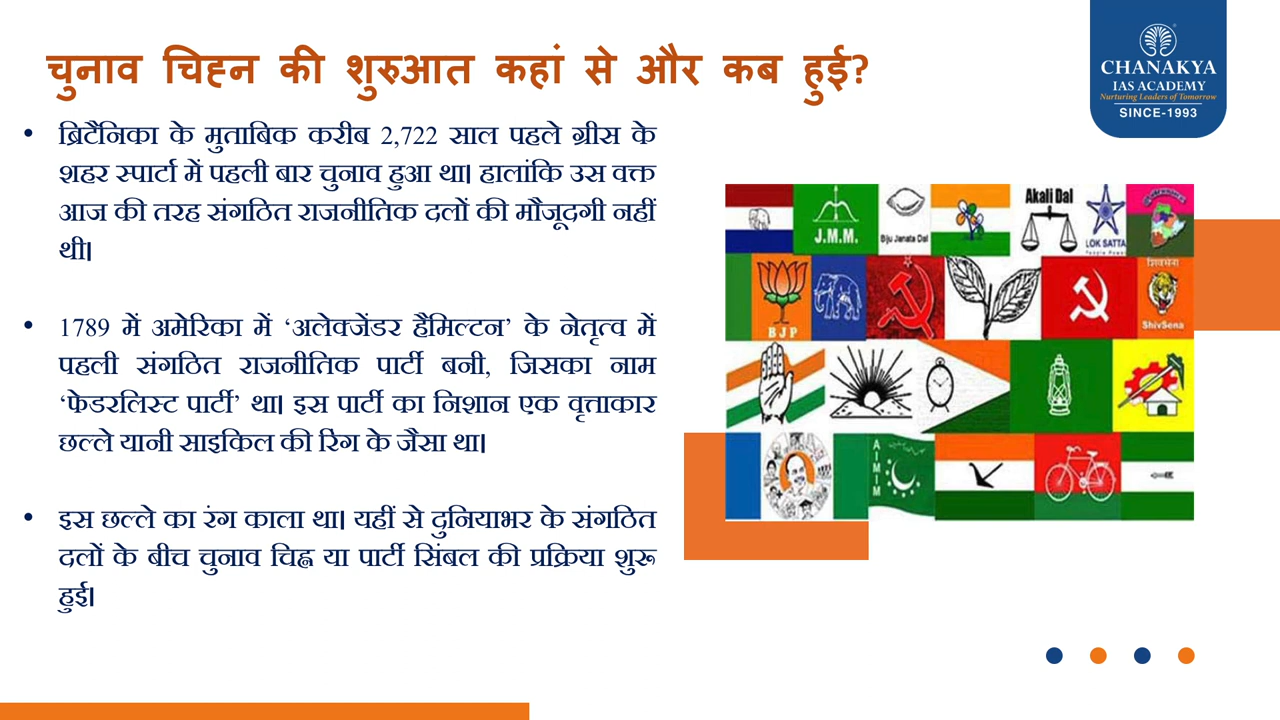 चुनाव चिह्न की शुरुआत कहां से और कब हुई?
CHANAKYA
IAS ACADEMY
Nurturing Leaders of Tomorrow
SINCE-1993
• ब्रिटैनिका के मुताबिक करीब 2,722 साल पहले ग्रीस के
शहर स्पार्टा में पहली बार चुनाव हुआ था। हालांकि उस वक्त
आज की तरह संगठित राजनीतिक दलों की मौजूदगी नहीं
थी।
• 1789 में अमेरिका में ‘अलेक्जेंडर हैमिल्टन’ के नेतृत्व में
पहली संगठित राजनीतिक पार्टी बनी, जिसका नाम
‘फेडरलिस्ट पार्टी’ था। इस पार्टी का निशान एक वृत्ताकार
छल्ले यानी साइकिल की रिंग के जैसा था।
• इस छल्ले का रंग काला था। यहीं से दुनियाभर के संगठित
दलों के बीच चुनाव चिह्न या पार्टी सिंबल की प्रक्रिया शुरू
हुई।
J.M.M.
Biju Janata Dal
Akali Dal
LOK SATTA
People Power
BJP
शिवसेना
ShivSena
AIMIM